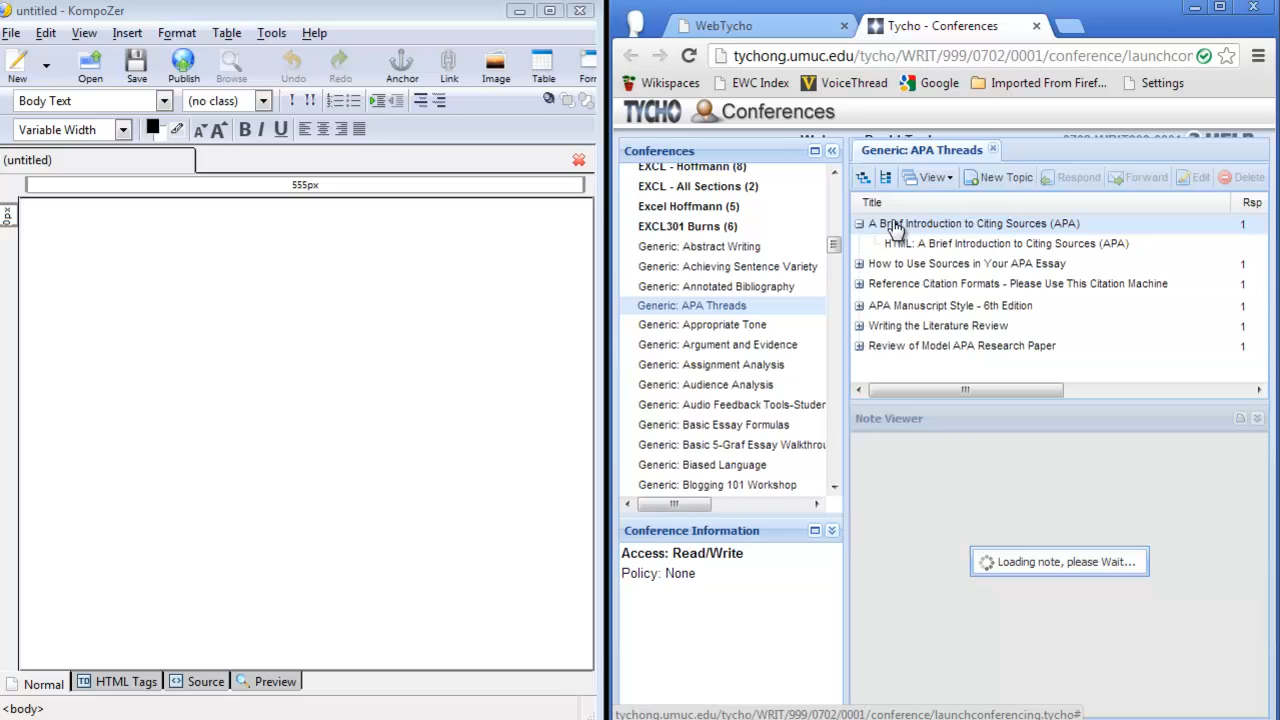 untitled - KompoZer
File Edit View Insert Format Table Tools Help
New Open Save Publish Browse Undo Redo Anchor Link Image Table
Body Text (no class)
Variable Width
(untitled)
555px
0px
Normal HTML Tags Source Preview
<body>
WebTycho Tycho - Conferences
tychong.umuc.edu/tycho/WRIT/999/0702/0001/conference/launchcor
Wikispaces EWC Index VoiceThread Google Imported From Firef... Settings
TYCHO Conferences
Conferences
EXCL - Hoffmann (8)
EXCL - All Sections (2)
Excel Hoffmann (5)
EXCL301 Burns (6)
Generic: Abstract Writing
Generic: Achieving Sentence Variety
Generic: Annotated Bibliography
Generic: APA Threads
Generic: Appropriate Tone
Generic: Argument and Evidence
Generic: Assignment Analysis
Generic: Audience Analysis
Generic: Audio Feedback Tools-Studer
Generic: Basic Essay Formulas
Generic: Basic 5-Graf Essay Walkthrou
Generic: Biased Language
Generic: Blogging 101 Workshop
Conference Information
Access: Read/Write
Policy: None
Generic: APA Threads
View New Topic Respond Forward Edit Delete
Title Rsp
A Brief Introduction to Citing Sources (APA) 1
HTML: A Brief Introduction to Citing Sources (APA)
How to Use Sources in Your APA Essay 1
Reference Citation Formats - Please Use This Citation Machine 1
APA Manuscript Style - 6th Edition 1
Writing the Literature Review 1
Review of Model APA Research Paper 1
Note Viewer
Loading note, please Wait...
tychong.umuc.edu/tycho/WRIT/999/0702/0001/conference/launchconferencing.tycho#